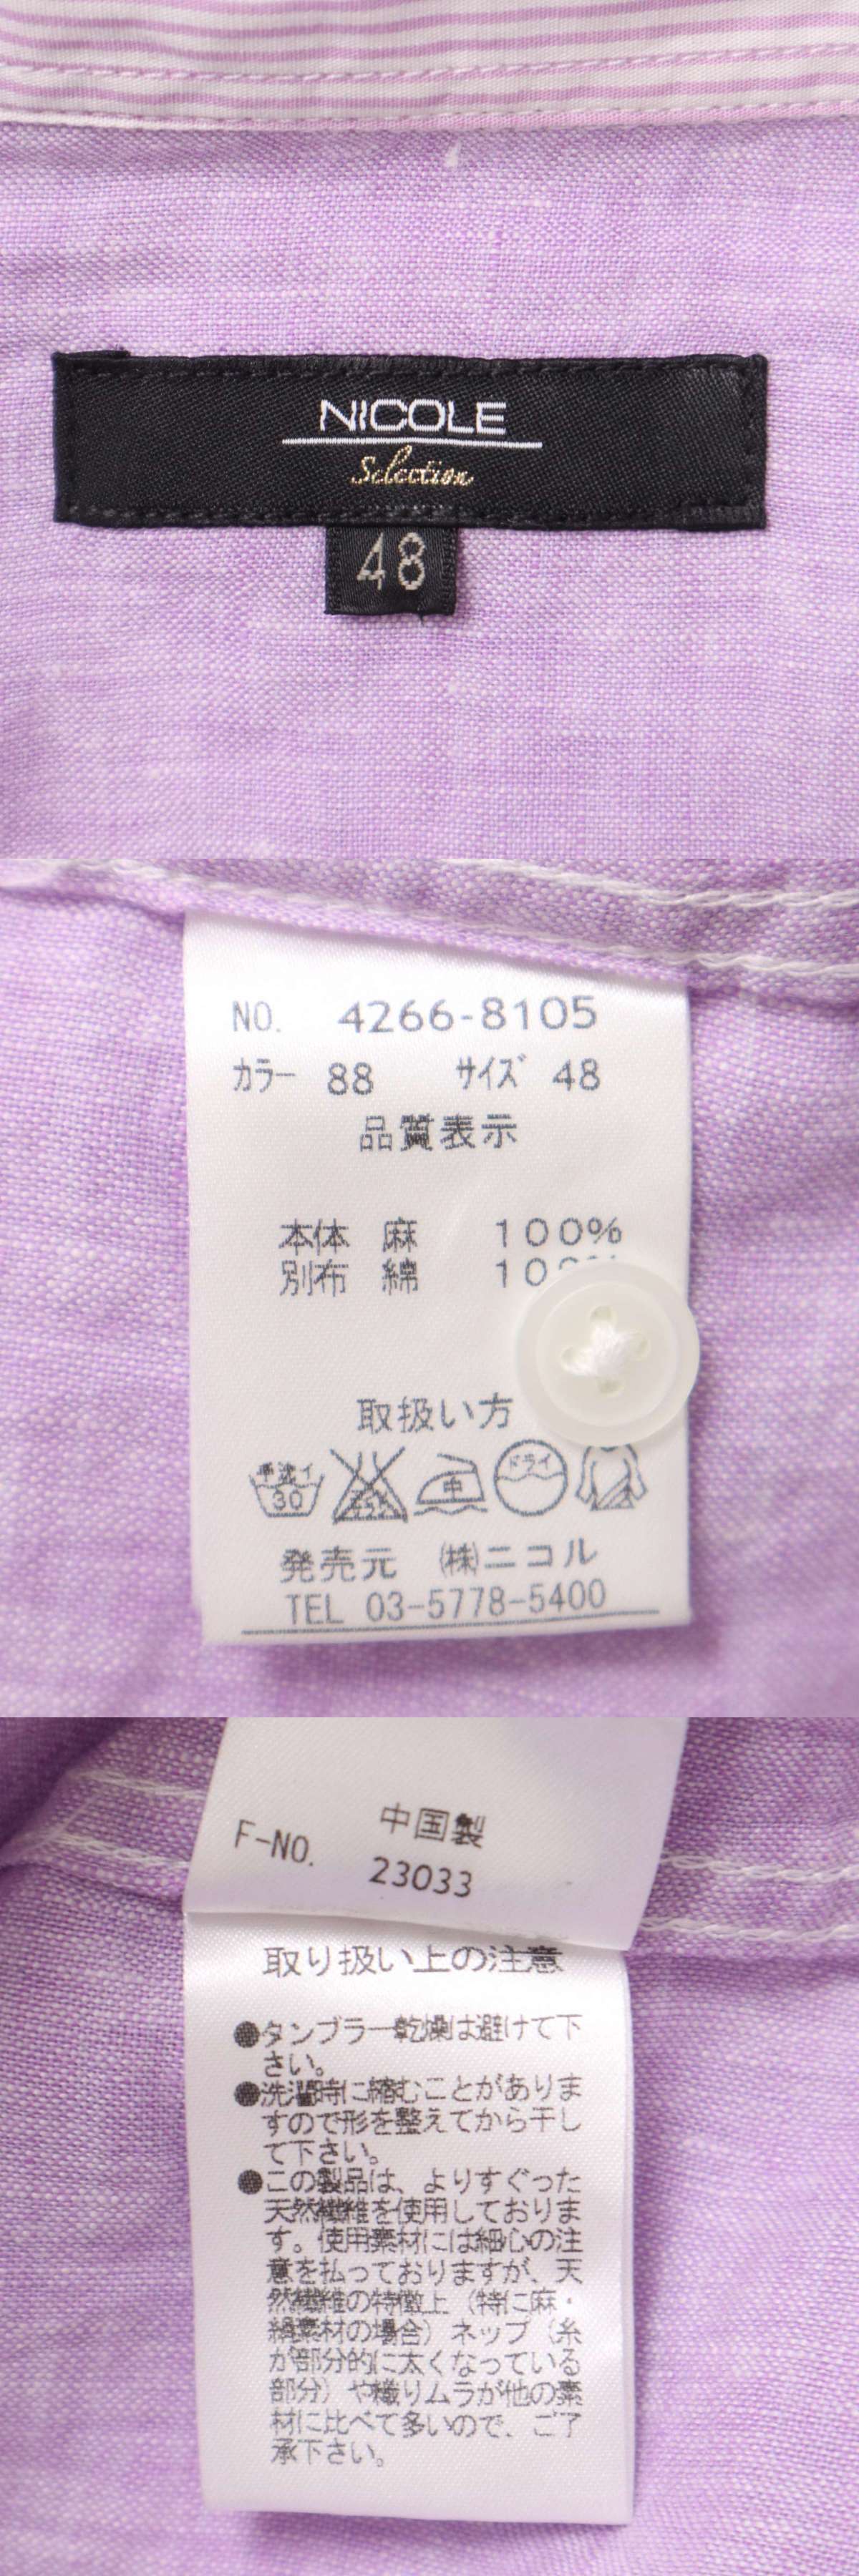 NICOLE
Selection
48
NO. 4266-8105
カラー 88 サイズ 48
品質表示
本体 麻 100%
別布 綿 10
取扱い方
手洗イ
30
中
ドライ
発売元 ㈱ニコル
TEL 03-5778-5400
中国製
F-NO. 23033
取り扱い上の注意
●タンブラー乾燥は避けて下
さい。
●洗濯時に縮むことがありま
すので形を整えてから干し
て下さい。
●この製品は、よりすぐった
天然繊維を使用しておりま
す。使用素材には細心の注
意を払っておりますが、天
然繊維の特徴上（特に麻・
絹素材の場合）ネップ（糸
が部分的に太くなっている
部分）や織りムラが他の素
材に比べて多いので、ご了
承下さい。